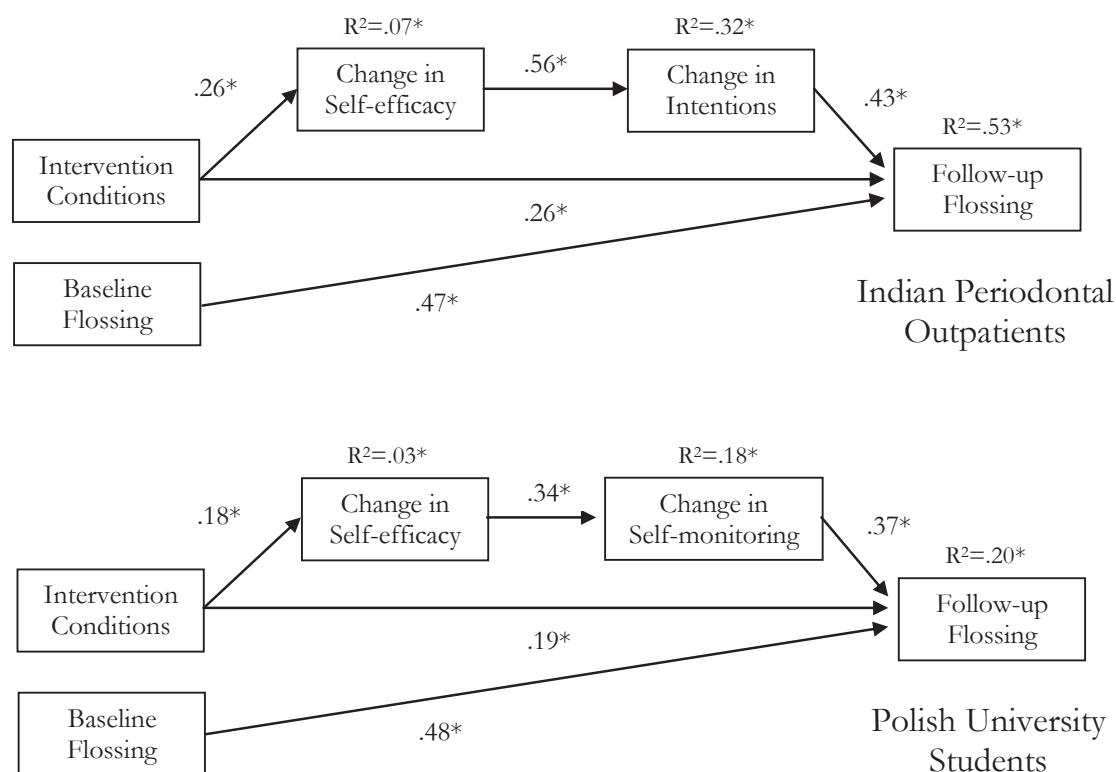 R²=.07*
R²=.32*
.26*
Change in
Self-efficacy
.56*
Change in
Intentions
.43*
R²=.53*
Intervention
Conditions
Follow-up
Flossing
.26*
Baseline
Flossing
.47*
Indian Periodontal
Outpatients
R²=.03*
R²=.18*
.18*
Change in
Self-efficacy
.34*
Change in
Self-monitoring
.37*
R²=.20*
Intervention
Conditions
Follow-up
Flossing
.19*
Baseline
Flossing
.48*
Polish University
Students